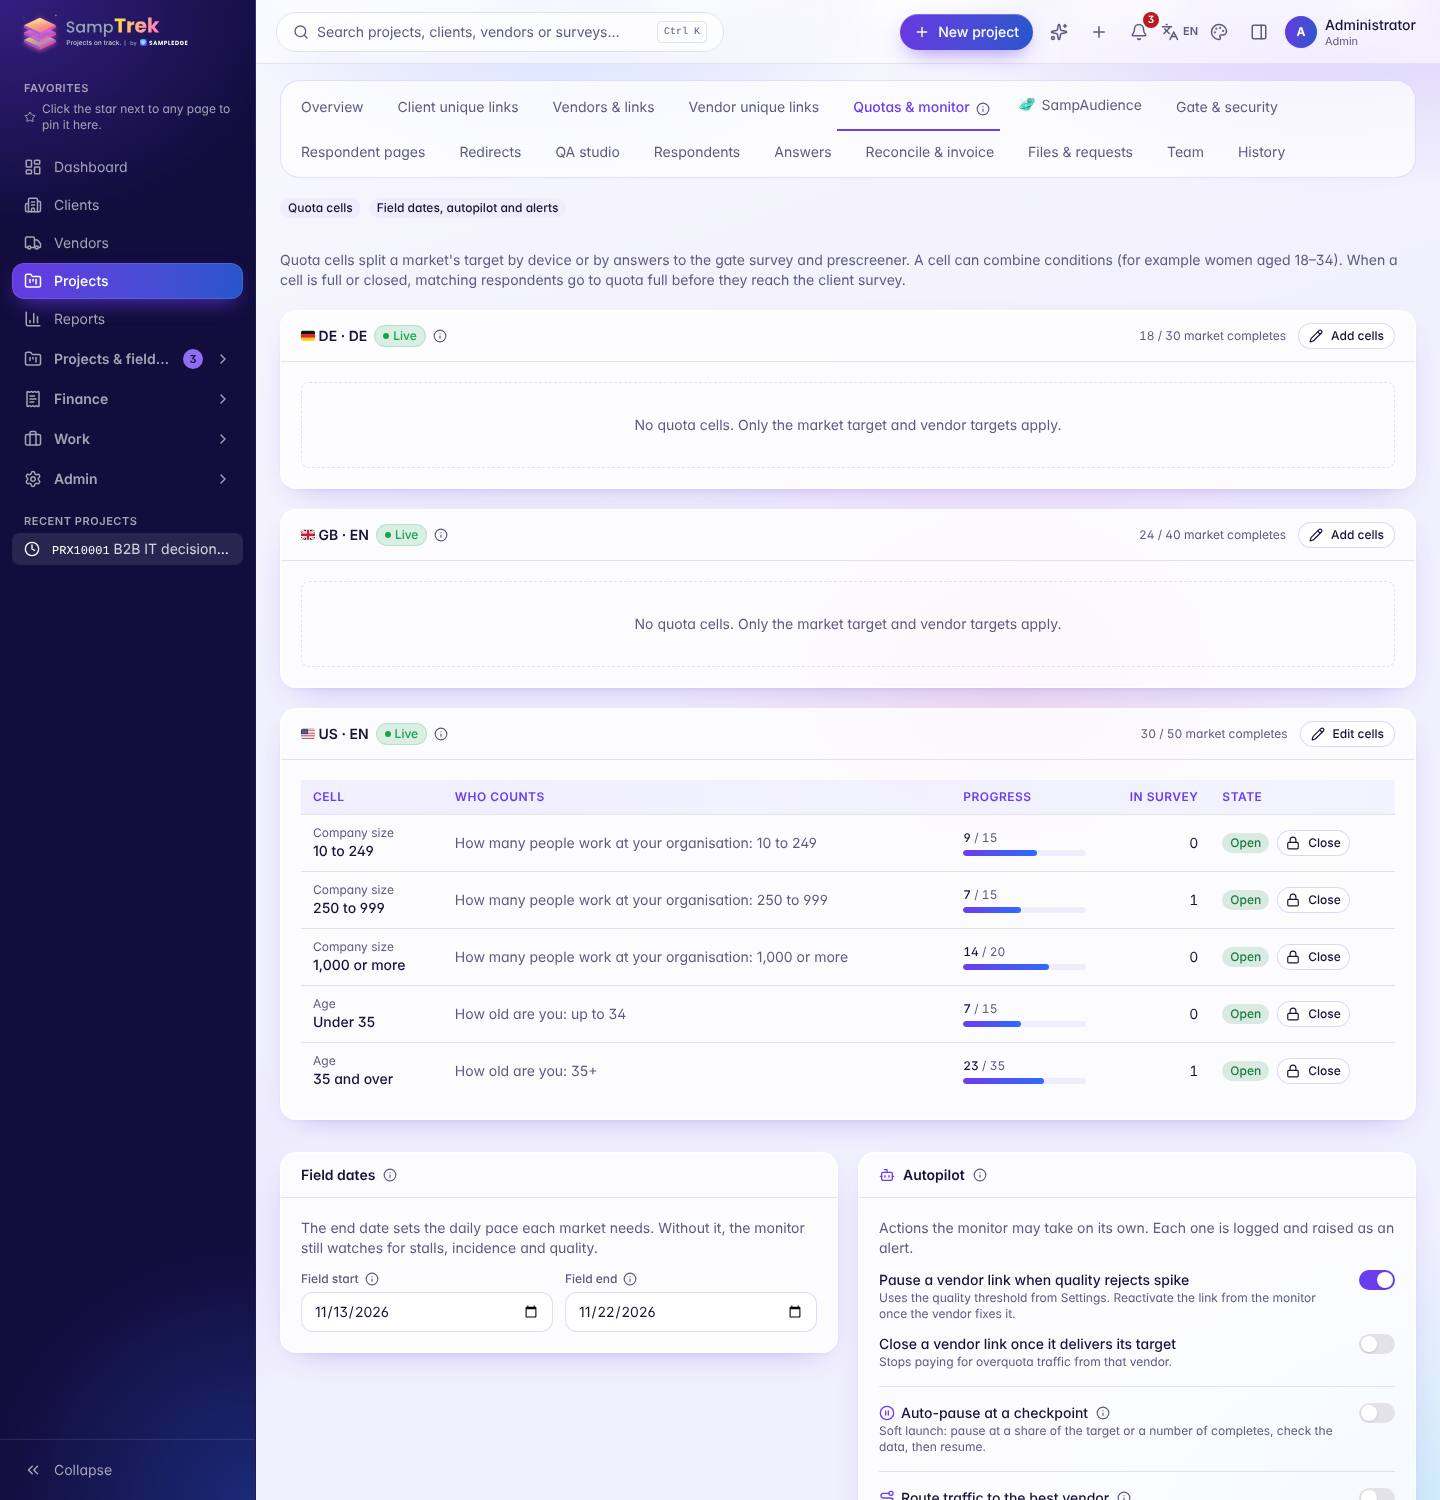 SampTrek
Projects on track. | by SAMPLEDGE
Search projects, clients, vendors or surveys...
Ctrl K
New project
3
EN
A
Administrator
Admin
FAVORITES
Click the star next to any page to
pin it here.
Dashboard
Clients
Vendors
Projects
Reports
Projects & field...
3
Finance
Work
Admin
RECENT PROJECTS
PRX10001 B2B IT decision...
Collapse
Overview
Client unique links
Vendors & links
Vendor unique links
Quotas & monitor
SampAudience
Gate & security
Respondent pages
Redirects
QA studio
Respondents
Answers
Reconcile & invoice
Files & requests
Team
History
Quota cells
Field dates, autopilot and alerts
Quota cells split a market's target by device or by answers to the gate survey and prescreener. A cell can combine conditions (for example women aged 18–34). When a
cell is full or closed, matching respondents go to quota full before they reach the client survey.
DE · DE
Live
18 / 30 market completes
Add cells
No quota cells. Only the market target and vendor targets apply.
GB · EN
Live
24 / 40 market completes
Add cells
No quota cells. Only the market target and vendor targets apply.
US · EN
Live
30 / 50 market completes
Edit cells
CELL WHO COUNTS PROGRESS IN SURVEY STATE
Company size
10 to 249
How many people work at your organisation: 10 to 249
9 / 15
0
Open
Close
Company size
250 to 999
How many people work at your organisation: 250 to 999
7 / 15
1
Open
Close
Company size
1,000 or more
How many people work at your organisation: 1,000 or more
14 / 20
0
Open
Close
Age
Under 35
How old are you: up to 34
7 / 15
0
Open
Close
Age
35 and over
How old are you: 35+
23 / 35
1
Open
Close
Field dates
The end date sets the daily pace each market needs. Without it, the monitor
still watches for stalls, incidence and quality.
Field start
11/13/2026
Field end
11/22/2026
Autopilot
Actions the monitor may take on its own. Each one is logged and raised as an
alert.
Pause a vendor link when quality rejects spike
Uses the quality threshold from Settings. Reactivate the link from the monitor
once the vendor fixes it.
Close a vendor link once it delivers its target
Stops paying for overquota traffic from that vendor.
Auto-pause at a checkpoint
Soft launch: pause at a share of the target or a number of completes, check the
data, then resume.
Route traffic to the best vendor